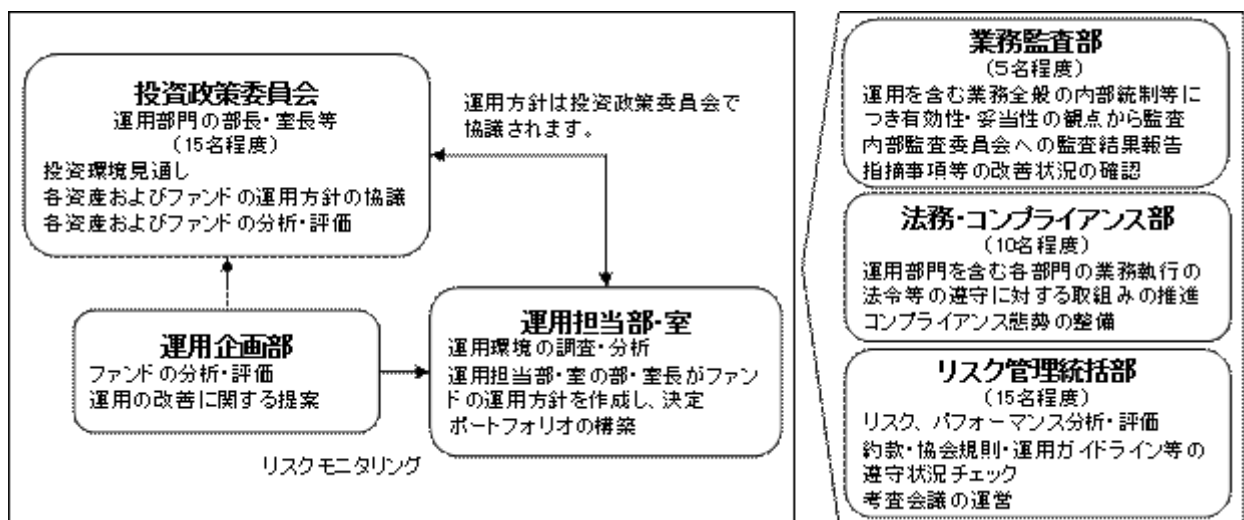 投資政策委員会
運用部門の部長・室長等
(15名程度)
投資環境見通し
各資産およびファンドの運用方針の協議
各資産およびファンドの分析・評価
運用方針は投資政策委員会で
協議されます。
運用企画部
ファンドの分析・評価
運用の改善に関する提案
運用担当部・室
運用環境の調査・分析
運用担当部・室の部・室長がファン
ドの運用方針を作成し、決定
ポートフォリオの構築
リスクモニタリング
業務監査部
(5名程度)
運用を含む業務全般の内部統制等に
つき有効性・妥当性の観点から監査
内部監査委員会への監査結果報告
指摘事項等の改善状況の確認
法務・コンプライアンス部
(10名程度)
運用部門を含む各部門の業務執行の
法令等の遵守に対する取組みの推進
コンプライアンス態勢の整備
リスク管理統括部
(15名程度)
リスク、パフォーマンス分析・評価
約款・協会規則・運用ガイドライン等の
遵守状況チェック
考査会議の運営